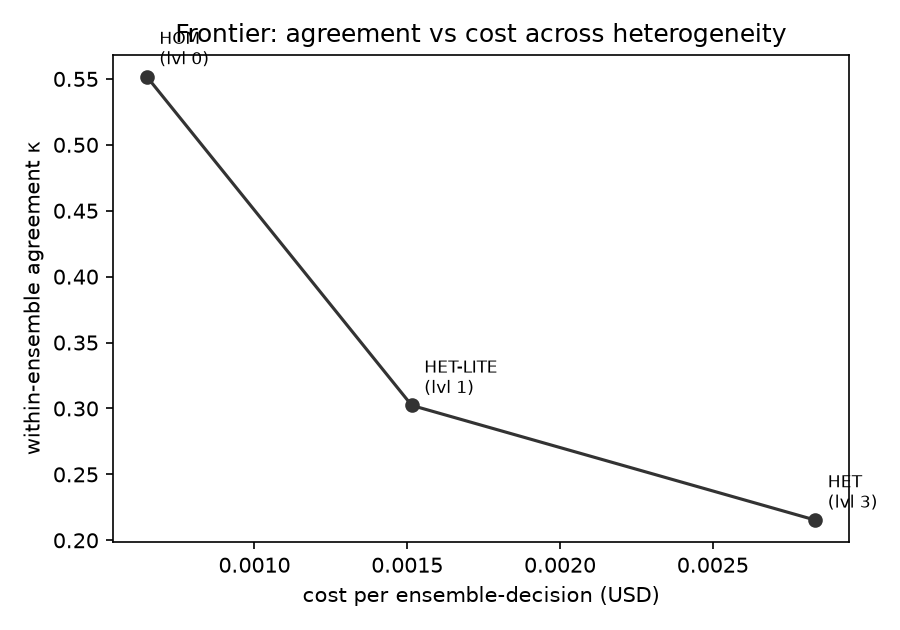 Frontier: agreement vs cost across heterogeneity
HOM
(lvl 0)
0.55
0.50
0.45
0.40
0.35
0.30
0.25
0.20
within-ensemble agreement κ
HET-LITE
(lvl 1)
HET
(lvl 3)
0.0010 0.0015 0.0020 0.0025
cost per ensemble-decision (USD)